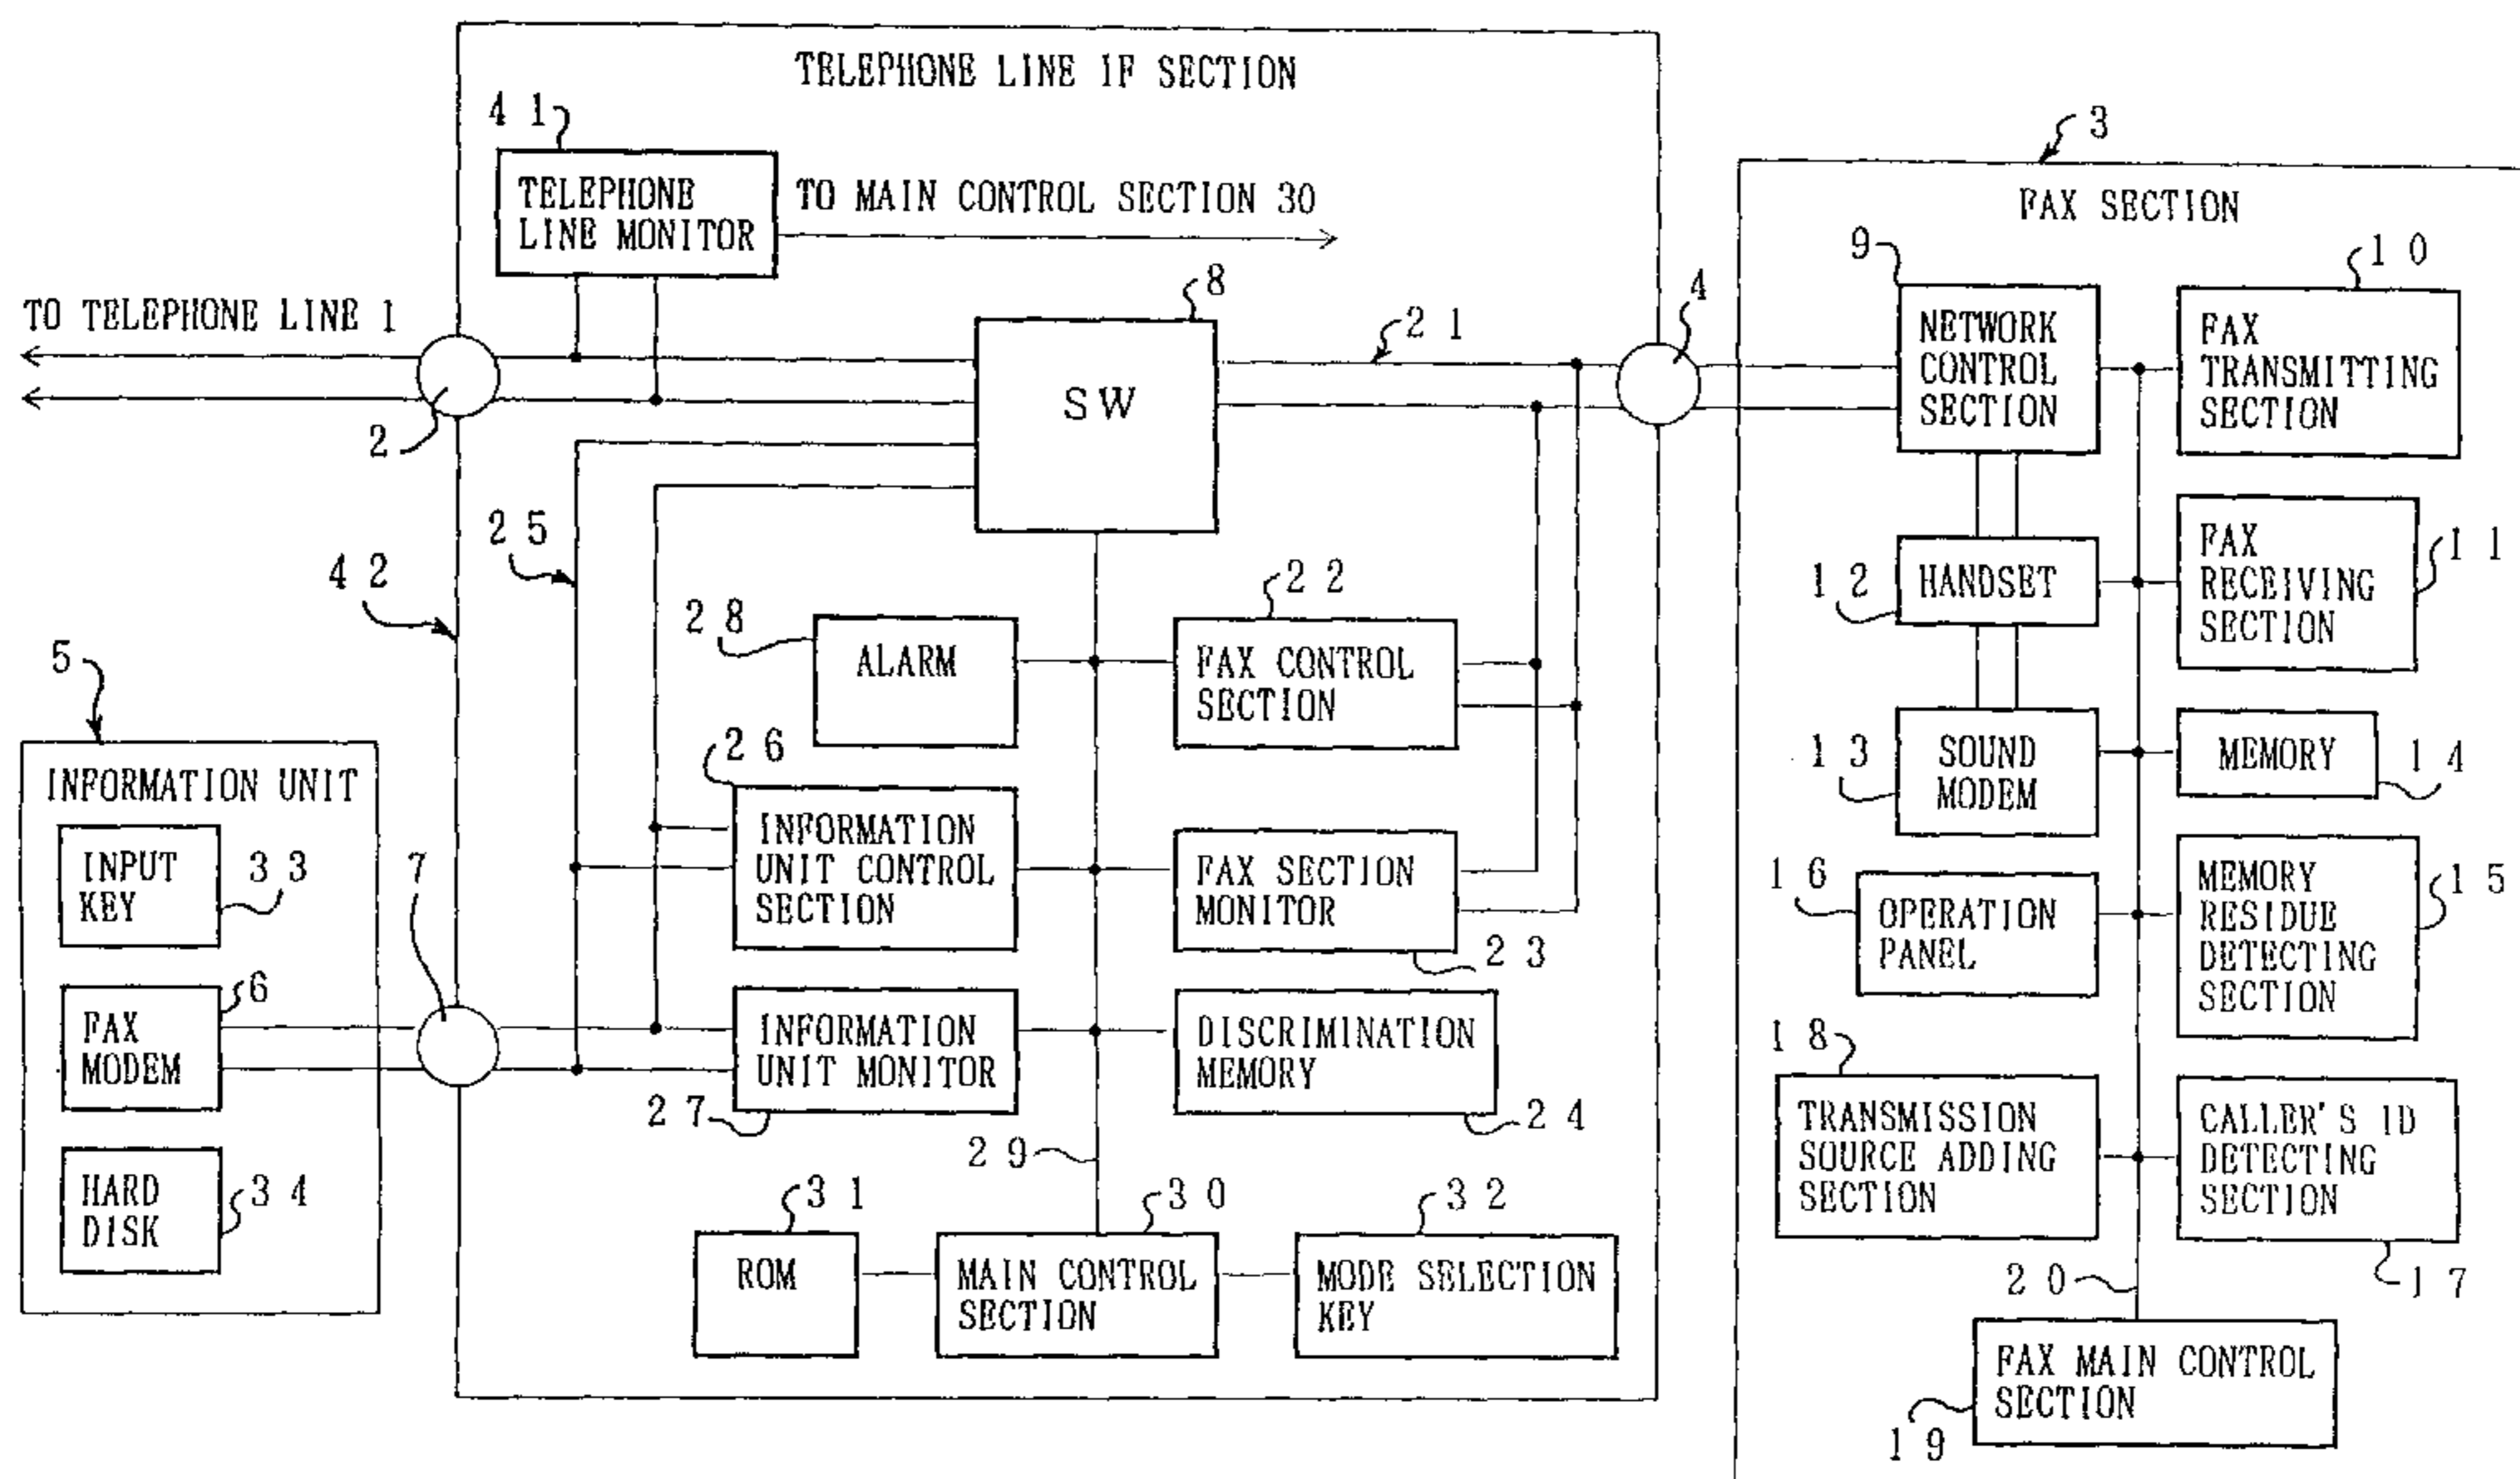 TELEPHONE LINE IF SECTION
41
TELEPHONE
LINE MONITOR
TO MAIN CONTROL SECTION 30
TO TELEPHONE LINE 1
2
8
SW
21
4
25
42
28
ALARM
22
FAX CONTROL
SECTION
26
INFORMATION
UNIT CONTROL
SECTION
FAX SECTION
MONITOR
23
7
INFORMATION
UNIT MONITOR
27
DISCRIMINATION
MEMORY
24
29
31
ROM
30
MAIN CONTROL
SECTION
32
MODE SELECTION
KEY
5
INFORMATION UNIT
INPUT
KEY
33
6
FAX
MODEM
HARD
DISK
34
3
FAX SECTION
9
NETWORK
CONTROL
SECTION
10
FAX
TRANSMITTING
SECTION
12
HANDSET
FAX
RECEIVING
SECTION
11
13
SOUND
MODEM
MEMORY
14
16
OPERATION
PANEL
MEMORY
RESIDUE
DETECTING
SECTION
15
18
TRANSMISSION
SOURCE ADDING
SECTION
CALLER'S ID
DETECTING
SECTION
17
20
FAX MAIN CONTROL
SECTION
19